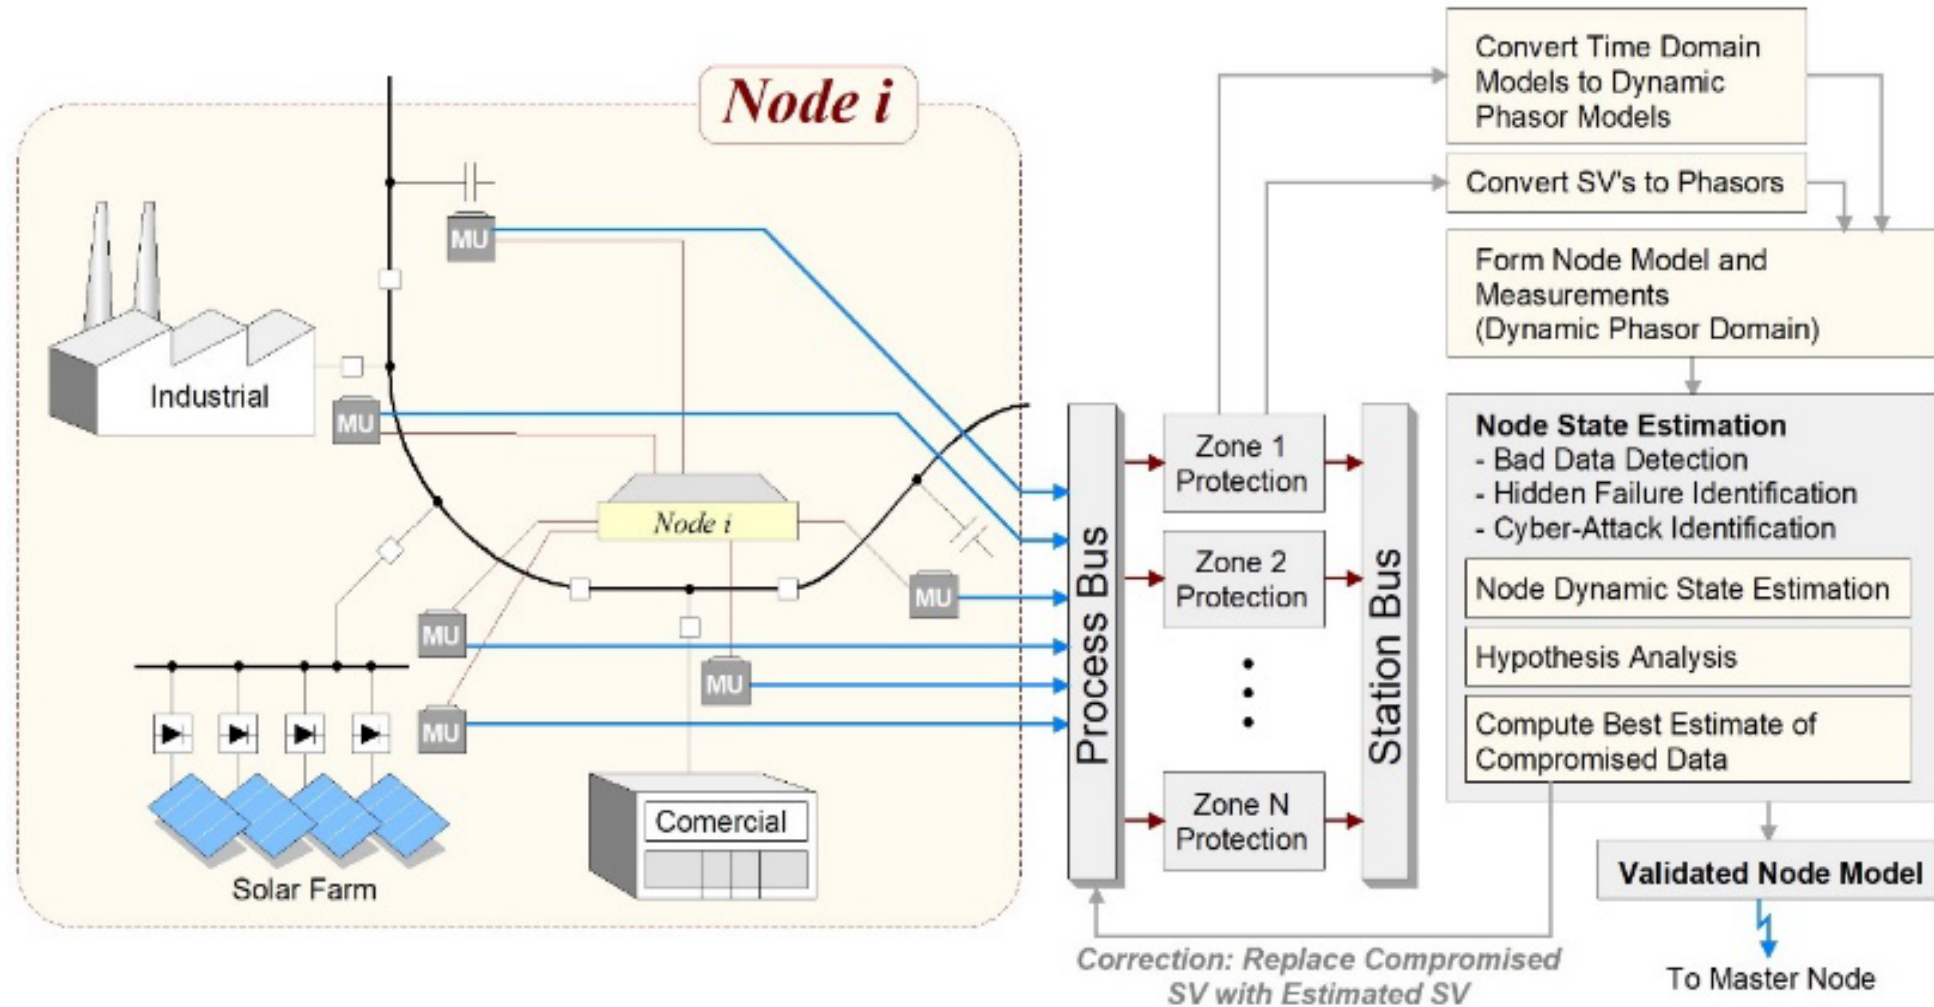 Node i
MU
Industrial
MU
Node i
MU
MU
MU
MU
Solar Farm
Comercial
Process Bus
Zone 1
Protection
Zone 2
Protection
Zone N
Protection
Station Bus
Convert Time Domain
Models to Dynamic
Phasor Models
Convert SV's to Phasors
Form Node Model and
Measurements
(Dynamic Phasor Domain)
Node State Estimation
- Bad Data Detection
- Hidden Failure Identification
- Cyber-Attack Identification
Node Dynamic State Estimation
Hypothesis Analysis
Compute Best Estimate of
Compromised Data
Validated Node Model
To Master Node
Correction: Replace Compromised
SV with Estimated SV